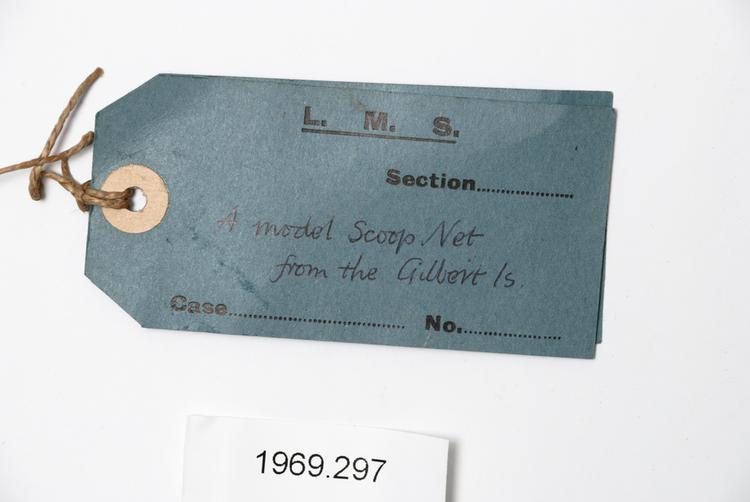 L. M. S.
Section....................
A model Scoop Net
from the Gilbert Is.
Case.................................... No....................
1969.297